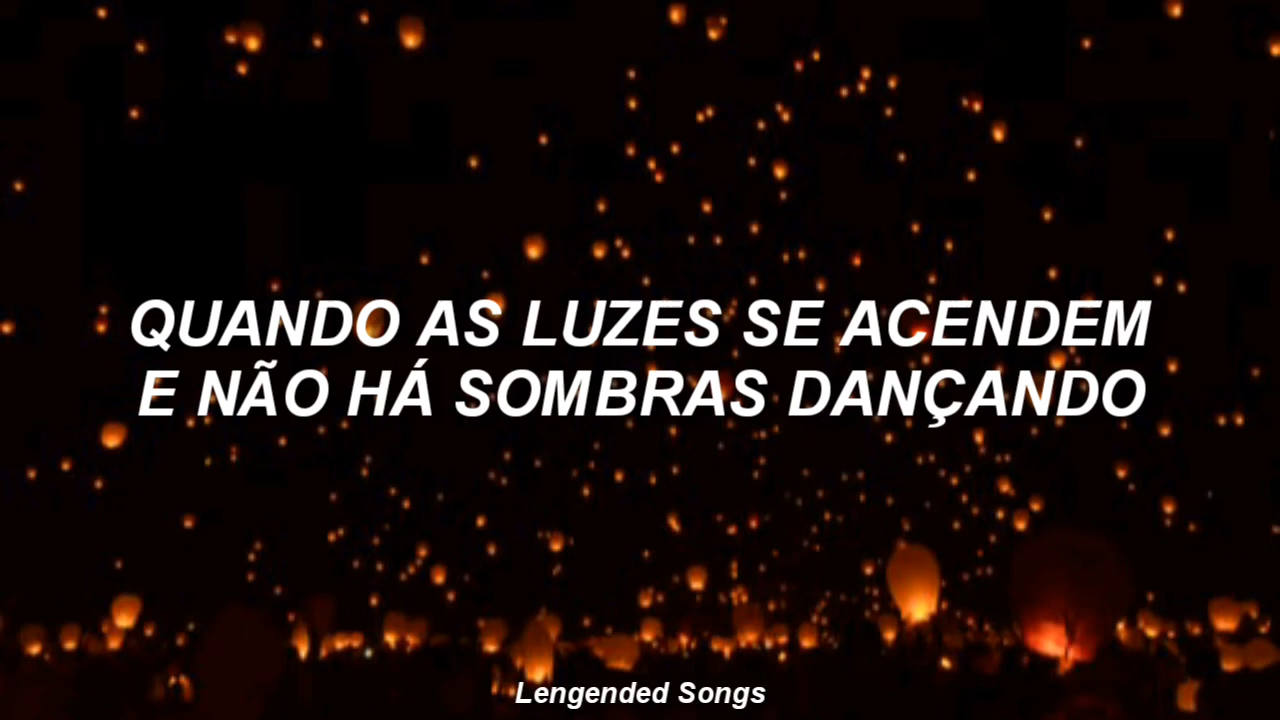 QUANDO AS LUZES SE ACENDEM
E NÃO HÁ SOMBRAS DANÇANDO
Lengended Songs